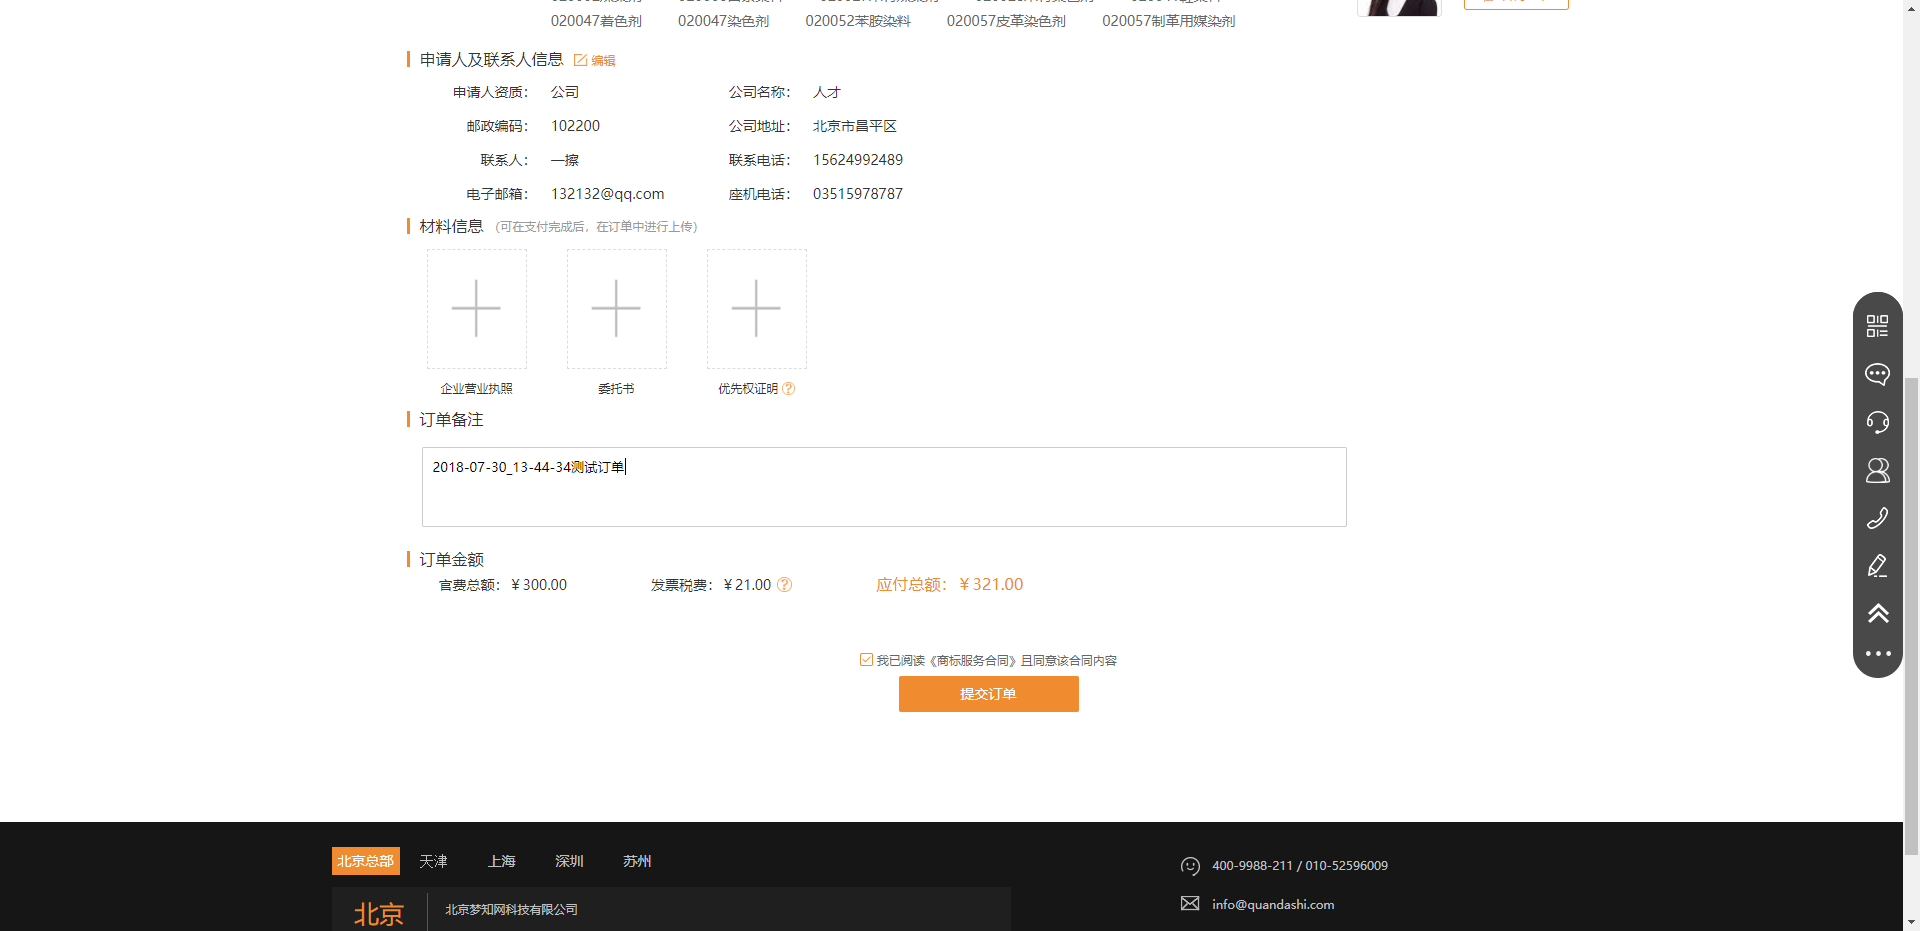 020047着色剂 020047染色剂 020052苯胺染料 020057皮革染色剂 020057制革用媒染剂
申请人及联系人信息 编辑
申请人资质： 公司 公司名称： 人才
邮政编码： 102200 公司地址： 北京市昌平区
联系人： 一擦 联系电话： 15624992489
电子邮箱： 132132@qq.com 座机电话： 03515978787
材料信息 （可在支付完成后，在订单中进行上传）
企业营业执照 委托书 优先权证明
订单备注
2018-07-30_13-44-34测试订单
订单金额
官费总额：￥300.00 发票税费：￥21.00 应付总额：￥321.00
我已阅读《商标服务合同》且同意该合同内容
提交订单
北京总部 天津 上海 深圳 苏州
400-9988-211 / 010-52596009
北京 北京梦知网科技有限公司
info@quandashi.com